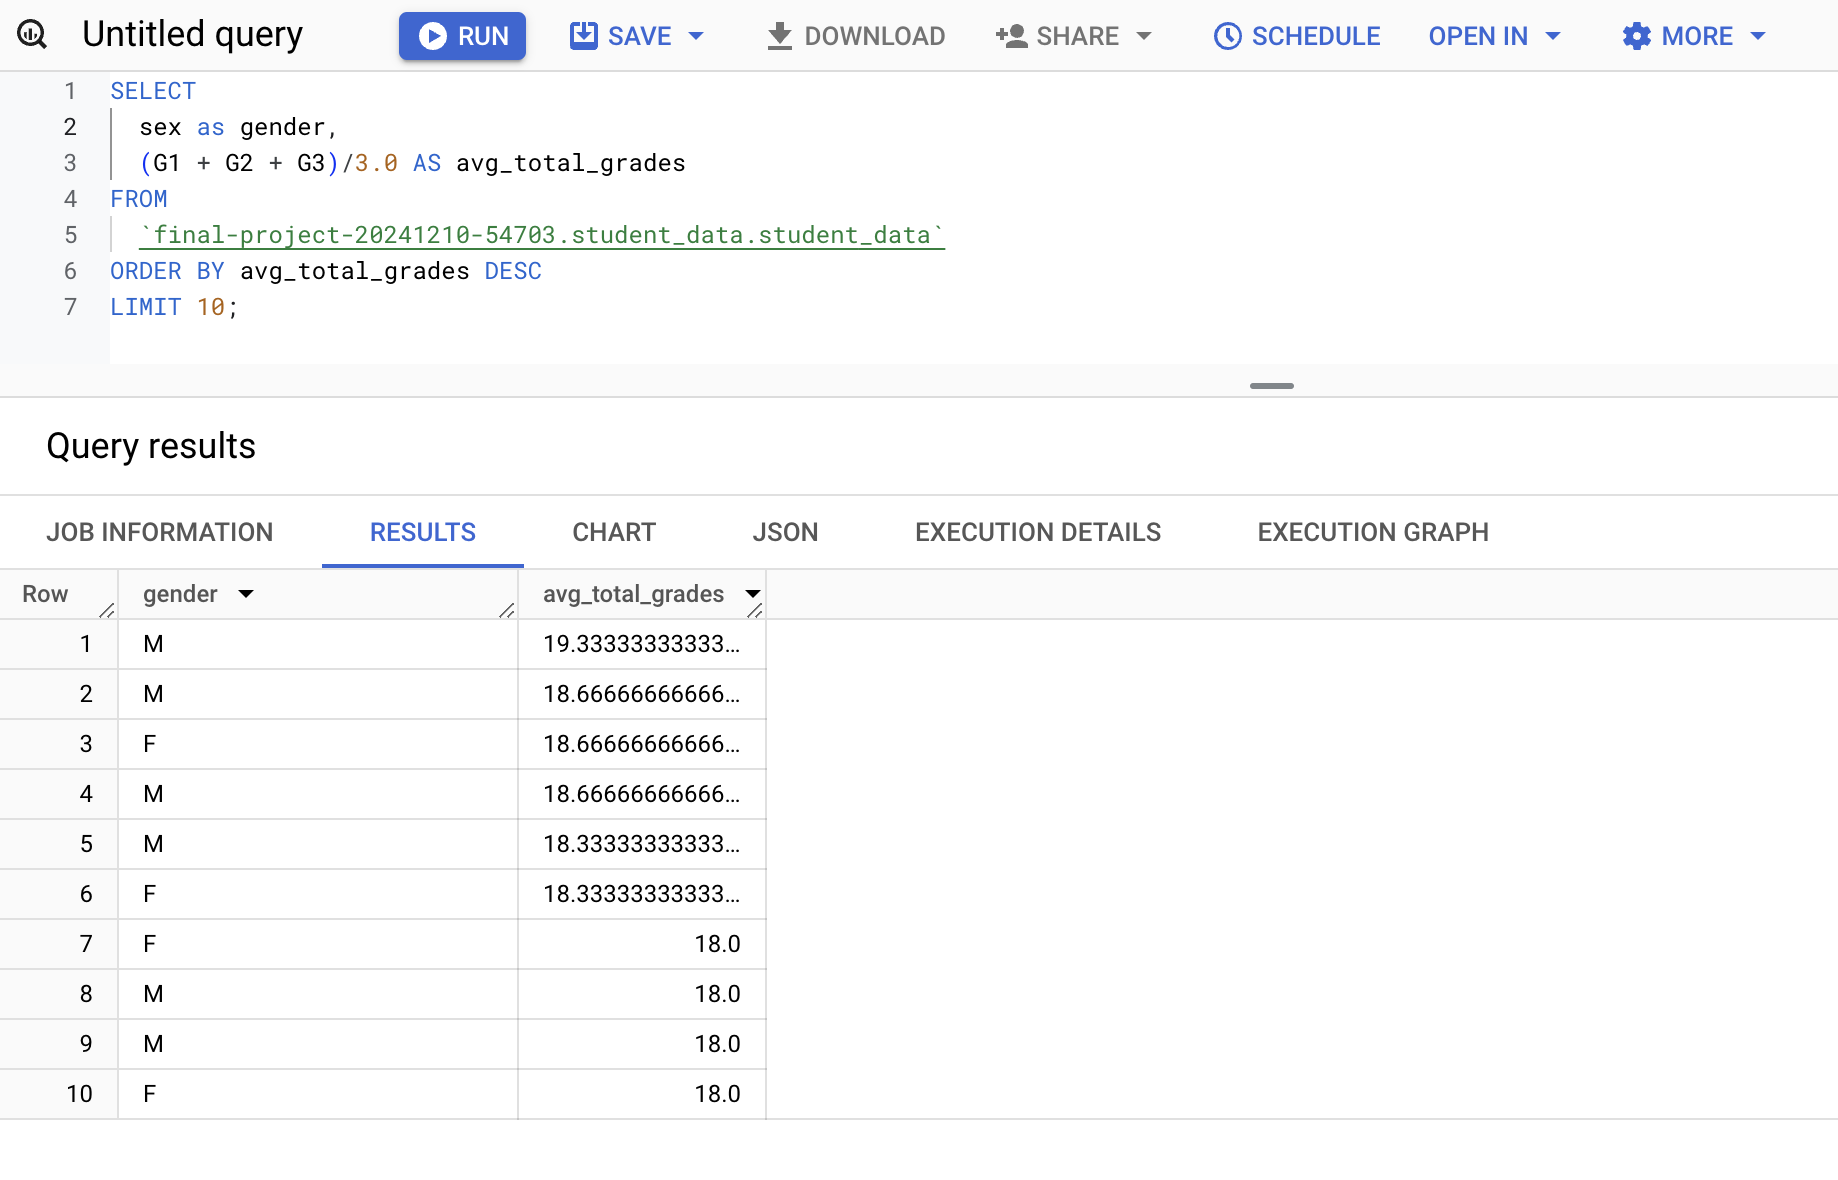 Untitled query RUN SAVE DOWNLOAD SHARE SCHEDULE OPEN IN MORE
1 SELECT
2 sex as gender,
3 (G1 + G2 + G3)/3.0 AS avg_total_grades
4 FROM
5 `final-project-20241210-54703.student_data.student_data`
6 ORDER BY avg_total_grades DESC
7 LIMIT 10;
Query results
JOB INFORMATION RESULTS CHART JSON EXECUTION DETAILS EXECUTION GRAPH
Row gender avg_total_grades
1 M 19.33333333333...
2 M 18.66666666666...
3 F 18.66666666666...
4 M 18.66666666666...
5 M 18.33333333333...
6 F 18.33333333333...
7 F 18.0
8 M 18.0
9 M 18.0
10 F 18.0